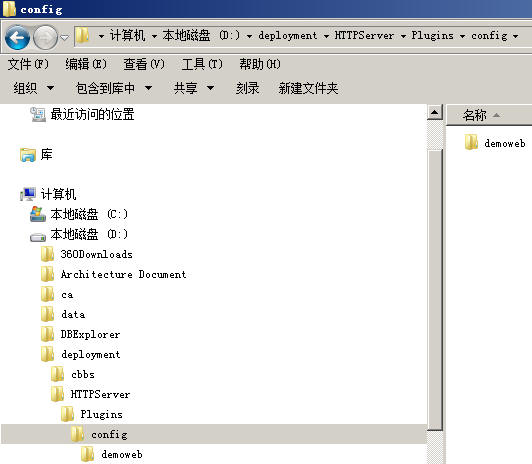 config
计算机 本地磁盘 (D:) deployment HTTPServer Plugins config
文件(F) 编辑(E) 查看(V) 工具(T) 帮助(H)
组织 包含到库中 共享 刻录 新建文件夹
最近访问的位置
名称
demoweb
库
计算机
本地磁盘 (C:)
本地磁盘 (D:)
360Downloads
Architecture Document
ca
data
DBExplorer
deployment
cbbs
HTTPServer
Plugins
config
demoweb